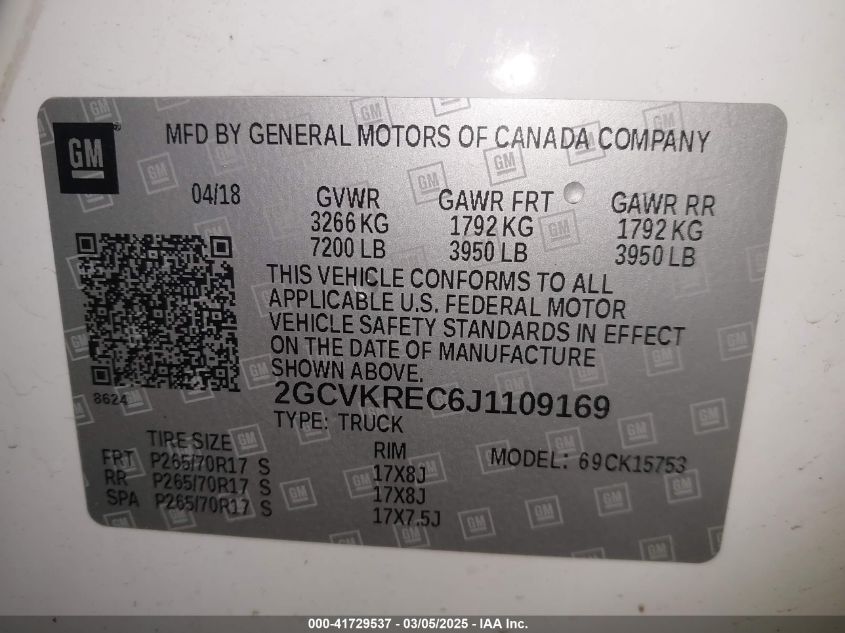 GM
MFD BY GENERAL MOTORS OF CANADA COMPANY
04/18
GVWR GAWR FRT GAWR RR
3266 KG 1792 KG 1792 KG
7200 LB 3950 LB 3950 LB
THIS VEHICLE CONFORMS TO ALL
APPLICABLE U.S. FEDERAL MOTOR
VEHICLE SAFETY STANDARDS IN EFFECT
ON THE DATE OF MANUFACTURE
SHOWN ABOVE.
8624
2GCVKREC6J1109169
TYPE: TRUCK
TIRE SIZE RIM MODEL: 69CK15753
FRT P265/70R17 S 17X8J
RR P265/70R17 S 17X8J
SPA P265/70R17 S 17X7.5J
000-41729537 - 03/05/2025 - IAA Inc.